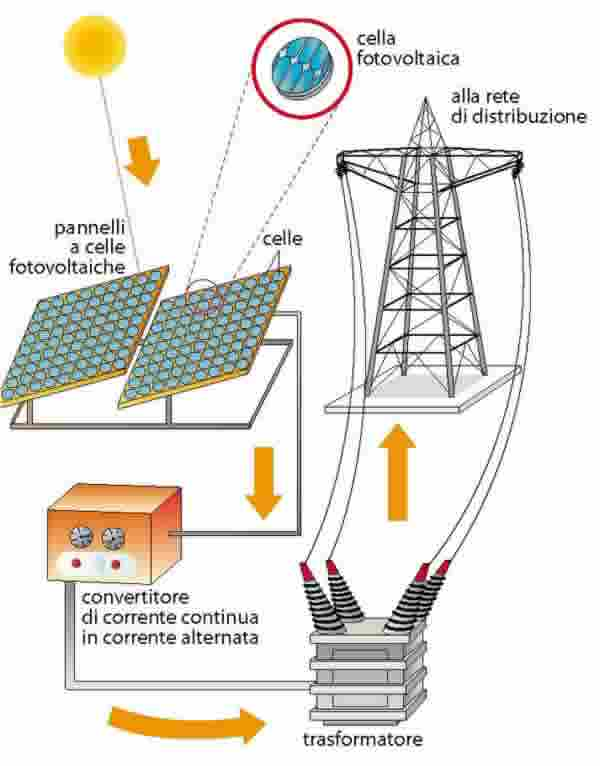 cella
fotovoltaica
alla rete
di distribuzione
pannelli
a celle
fotovoltaiche
celle
convertitore
di corrente continua
in corrente alternata
trasformatore